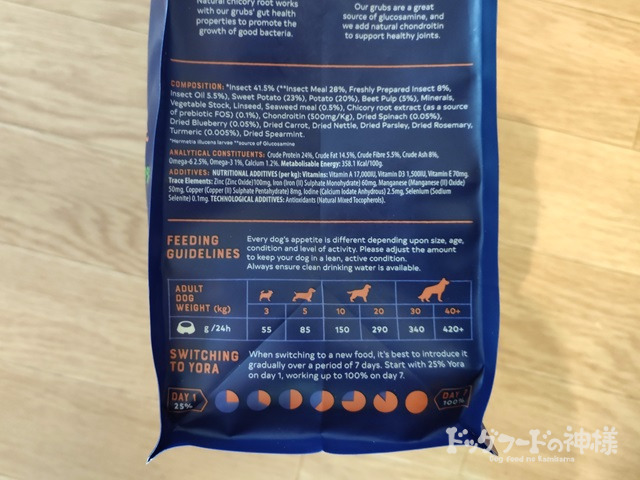 Natural chicory root works
with our grubs' gut health
properties to promote the
growth of good bacteria.
Our grubs are a great
source of glucosamine, and
we add natural chondroitin
to support healthy joints.
COMPOSITION: *Insect 41.5% (**Insect Meal 28%, Freshly Prepared Insect 8%,
Insect Oil 5.5%), Sweet Potato (23%), Potato (20%), Beet Pulp (5%), Minerals,
Vegetable Stock, Linseed, Seaweed meal (0.5%), Chicory root extract (as a source
of prebiotic FOS) (0.1%), Chondroitin (500mg/Kg), Dried Spinach (0.05%),
Dried Blueberry (0.05%), Dried Carrot, Dried Nettle, Dried Parsley, Dried Rosemary,
Turmeric (0.005%), Dried Spearmint.
*Hermetia illucens larvae **source of Glucosamine
ANALYTICAL CONSTITUENTS: Crude Protein 24%, Crude Fat 14.5%, Crude Fibre 5.5%, Crude Ash 8%,
Omega-6 2.5%, Omega-3 1%, Calcium 1.2%. Metabolisable Energy: 358.1 Kcal/100g.
ADDITIVES: NUTRITIONAL ADDITIVES (per kg): Vitamins: Vitamin A 17,000IU, Vitamin D3 1,500IU, Vitamin E 70mg.
Trace Elements: Zinc (Zinc Oxide)100mg, Iron (Iron (II) Sulphate Monohydrate) 60mg, Manganese (Manganese (II) Oxide)
50mg, Copper (Copper (II) Sulphate Pentahydrate) 8mg, Iodine (Calcium Iodate Anhydrous) 2.5mg, Selenium (Sodium
Selenite) 0.1mg. TECHNOLOGICAL ADDITIVES: Antioxidants (Natural Mixed Tocopherols).
FEEDING
GUIDELINES
Every dog's appetite is different depending upon size, age,
condition and level of activity. Please adjust the amount
to keep your dog in a lean, active condition.
Always ensure clean drinking water is available.
ADULT
DOG
WEIGHT (kg)
3 5 10 20 30 40+
g /24h 55 85 150 290 340 420+
SWITCHING
TO YORA
When switching to a new food, it's best to introduce it
gradually over a period of 7 days. Start with 25% Yora
on day 1, working up to 100% on day 7.
DAY 1
25%
DAY 7
100%
ドッグフードの神様
Dog Food no Kamisama